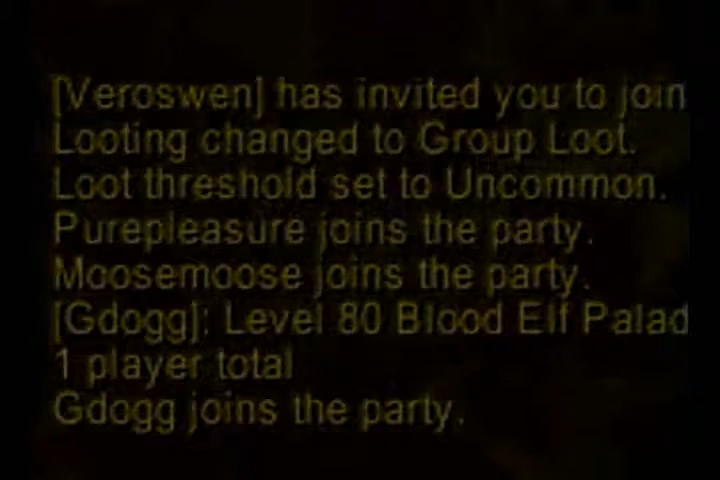 [Veroswen] has invited you to join
Looting changed to Group Loot.
Loot threshold set to Uncommon.
Purepleasure joins the party.
Moosemoose joins the party.
[Gdogg]: Level 80 Blood Elf Palad
1 player total
Gdogg joins the party.